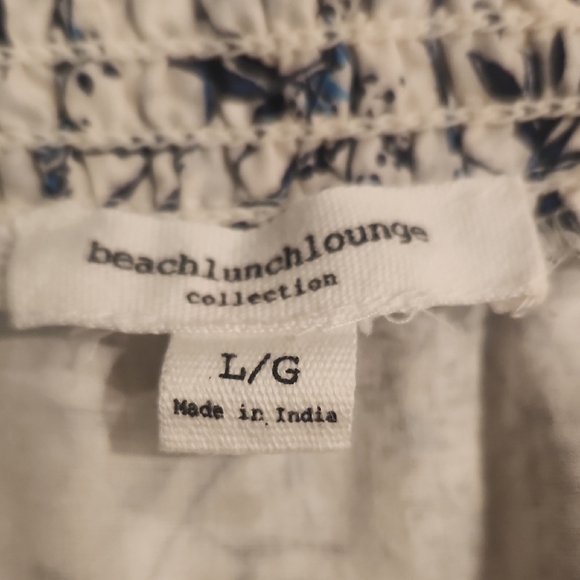 beachlunchlounge
collection
L/G
Made in India